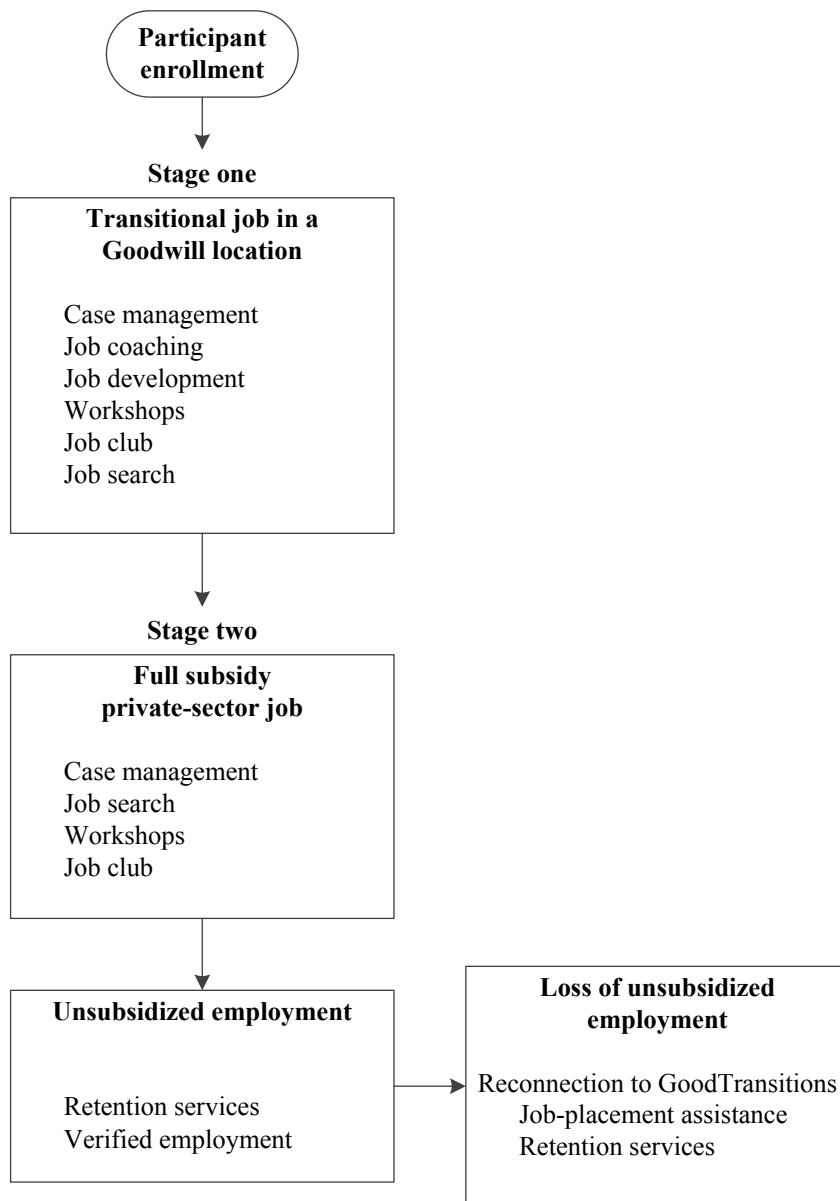 Participant
enrollment
Stage one
Transitional job in a
Goodwill location
Case management
Job coaching
Job development
Workshops
Job club
Job search
Stage two
Full subsidy
private-sector job
Case management
Job search
Workshops
Job club
Unsubsidized employment
Retention services
Verified employment
Loss of unsubsidized
employment
Reconnection to GoodTransitions
Job-placement assistance
Retention services